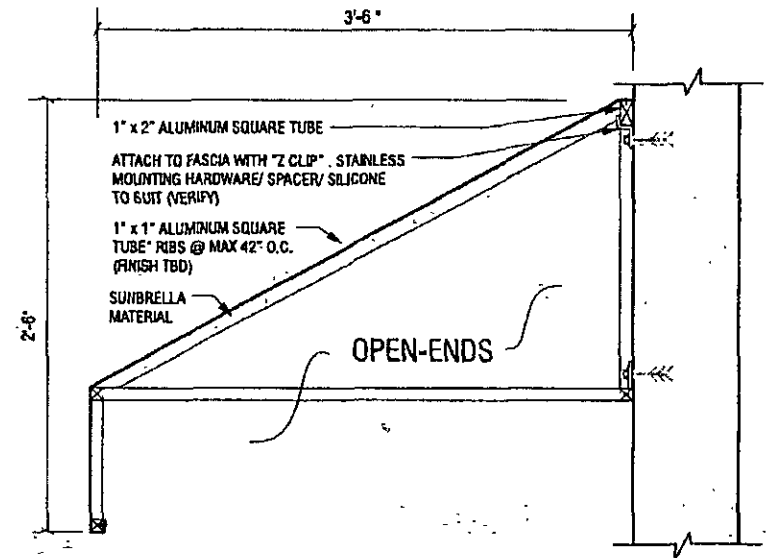 3'-6"
1" x 2" ALUMINUM SQUARE TUBE
ATTACH TO FASCIA WITH "Z CLIP" , STAINLESS
MOUNTING HARDWARE/ SPACER/ SILICONE
TO SUIT (VERIFY)
1" x 1" ALUMINUM SQUARE
TUBE" RIBS @ MAX 42" O.C.
(FINISH TBD)
SUNBRELLA
MATERIAL
2'-6"
OPEN-ENDS